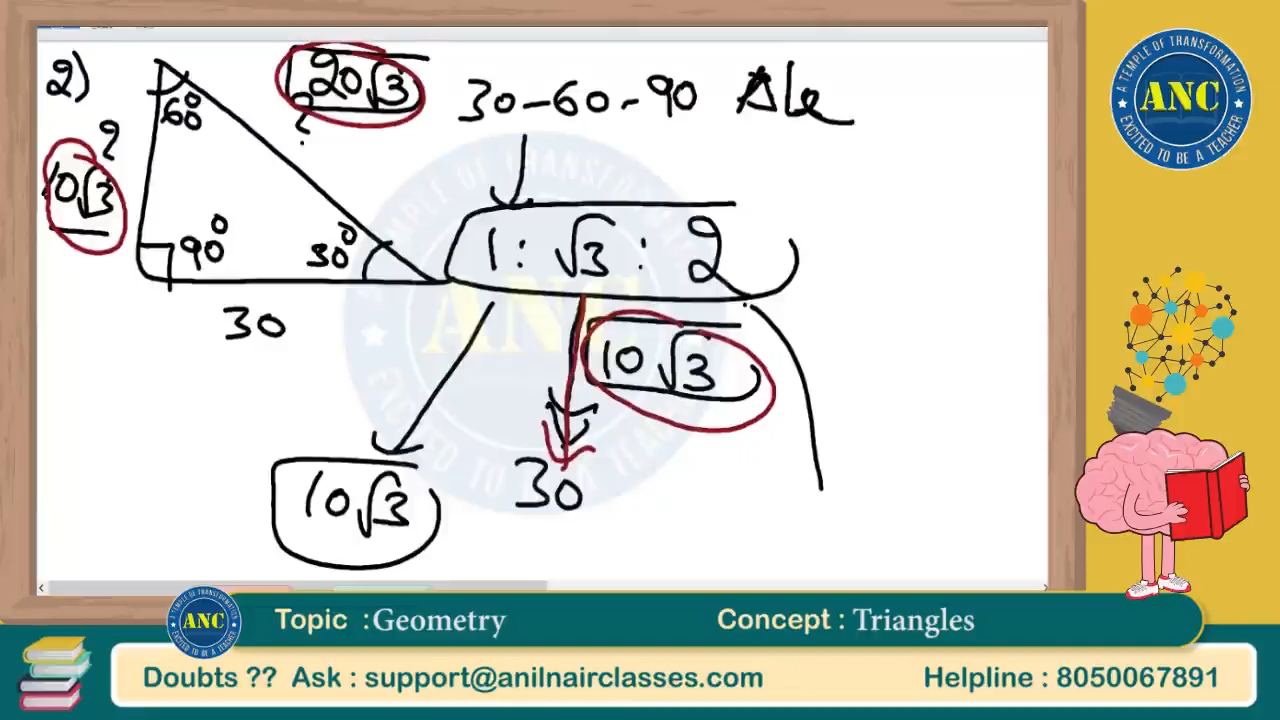 2)
20√3
30-60-90 Δle
60°
?
?
10√3
90°
30°
1 : √3 : 2
30
10√3
10√3
30
A TEMPLE OF TRANSFORMATION
ANC
EXCITED TO BE A TEACHER
ANC
Topic : Geometry
Concept : Triangles
Doubts ?? Ask : support@anilnairclasses.com
Helpline : 8050067891